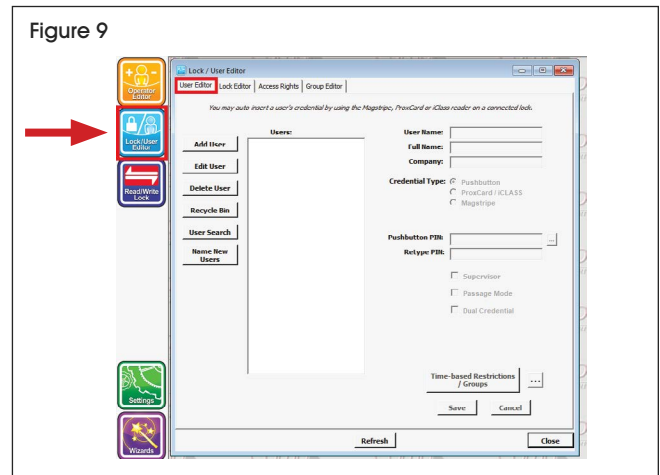 Figure 9
Operator
Editor
Lock/User
Editor
Read/Write
Lock
Settings
Wizards
Lock / User Editor
User Editor Lock Editor Access Rights Group Editor
You may auto insert a user's credential by using the Magstripe, ProxCard or iClass reader on a connected lock.
Users:
Add User
Edit User
Delete User
Recycle Bin
User Search
Name New
Users
User Name:
Full Name:
Company:
Credential Type:
Pushbutton
ProxCard / iCLASS
Magstripe
Pushbutton PIN:
...
Retype PIN:
Supervisor
Passage Mode
Dual Credential
Time-based Restrictions
/ Groups
...
Save Cancel
Refresh
Close